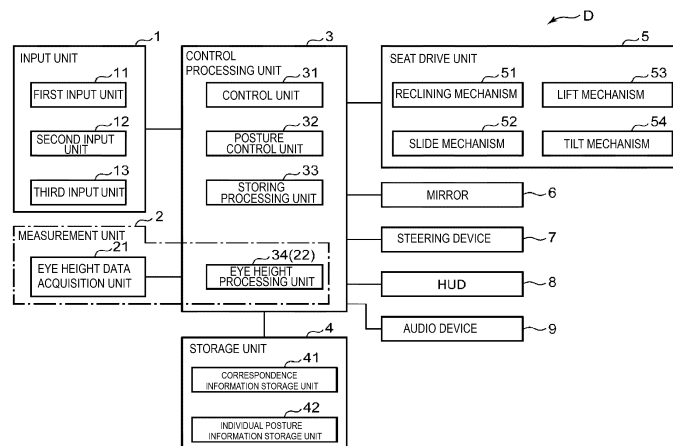 D
1
INPUT UNIT
11
FIRST INPUT UNIT
12
SECOND INPUT
UNIT
13
THIRD INPUT UNIT
2
MEASUREMENT UNIT
21
EYE HEIGHT DATA
ACQUISITION UNIT
3
CONTROL
PROCESSING UNIT
31
CONTROL UNIT
32
POSTURE
CONTROL UNIT
33
STORING
PROCESSING UNIT
34(22)
EYE HEIGHT
PROCESSING UNIT
4
STORAGE UNIT
41
CORRESPONDENCE
INFORMATION STORAGE UNIT
42
INDIVIDUAL POSTURE
INFORMATION STORAGE UNIT
5
SEAT DRIVE UNIT
51
RECLINING MECHANISM
53
LIFT MECHANISM
52
SLIDE MECHANISM
54
TILT MECHANISM
MIRROR
6
STEERING DEVICE
7
HUD
8
AUDIO DEVICE
9